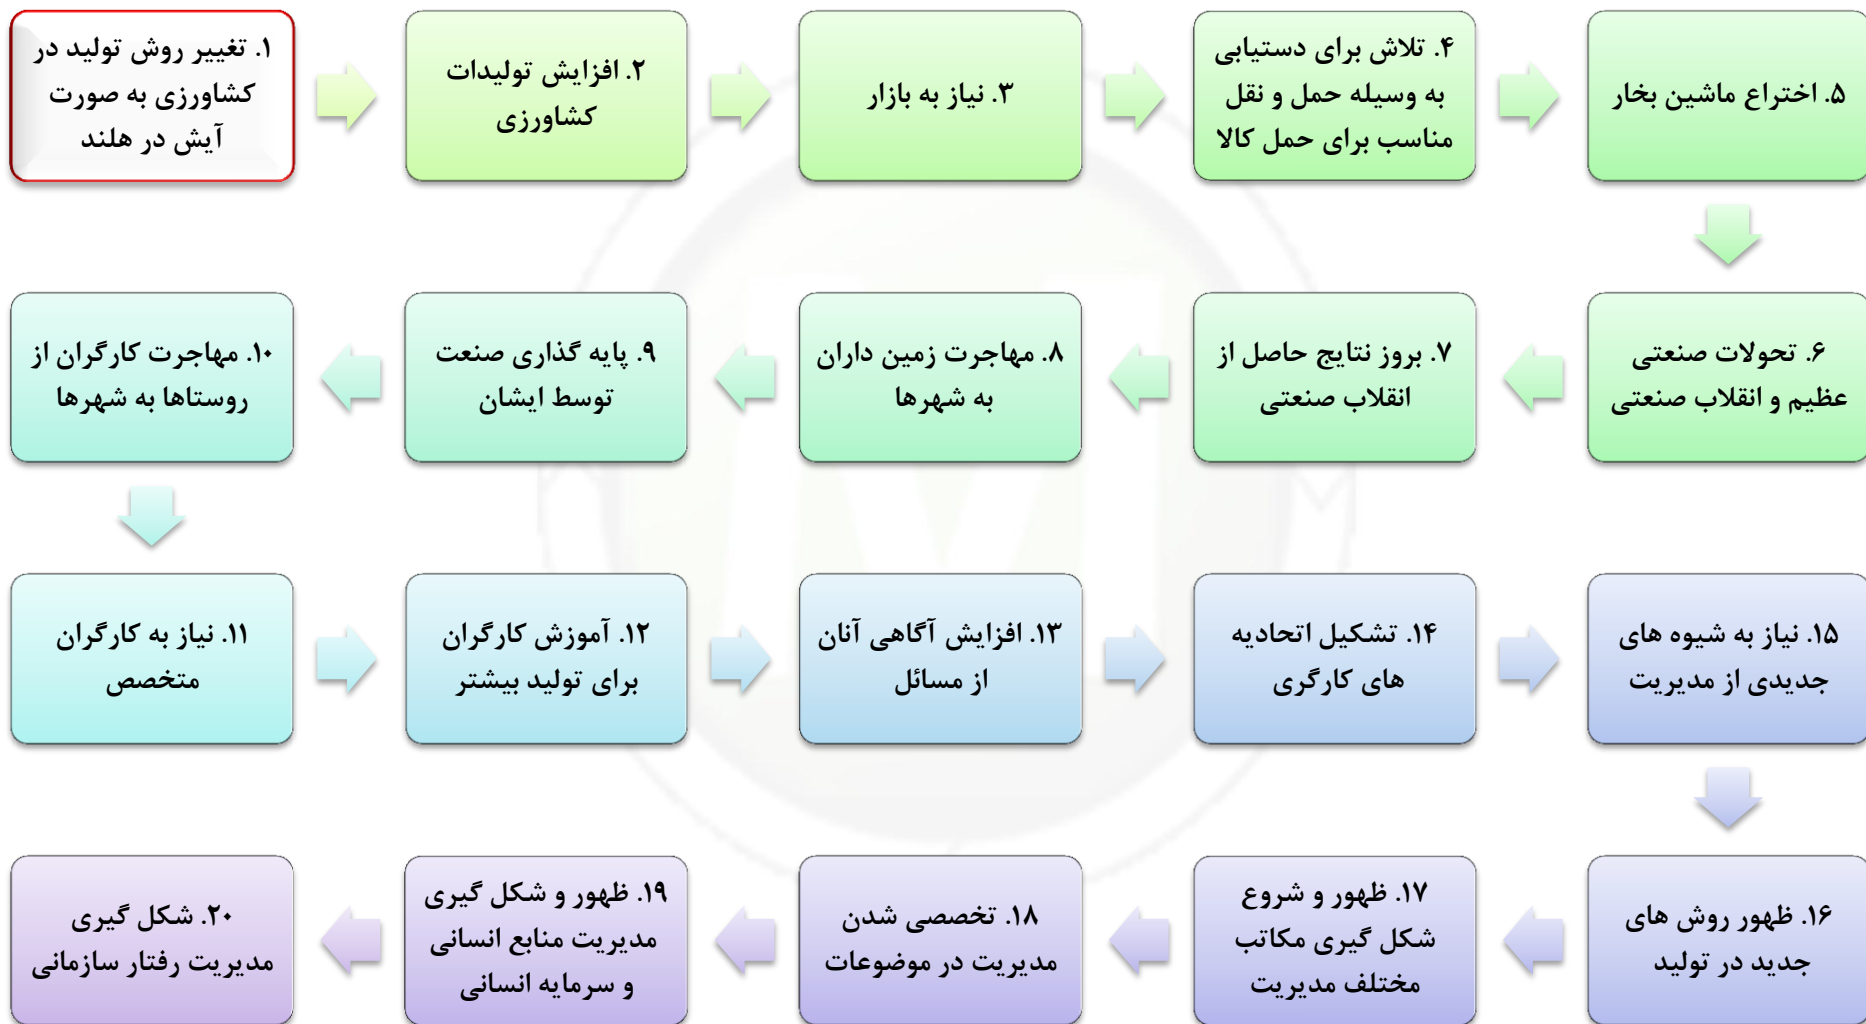 ۱. تغییر روش تولید در
کشاورزی به صورت
آیش در هلند
۲. افزایش تولیدات
کشاورزی
۳. نیاز به بازار
۴. تلاش برای دستیابی
به وسیله حمل و نقل
مناسب برای حمل کالا
۵. اختراع ماشین بخار
۶. تحولات صنعتی
عظیم و انقلاب صنعتی
۷. بروز نتایج حاصل از
انقلاب صنعتی
۸. مهاجرت زمین داران
به شهرها
۹. پایه گذاری صنعت
توسط ایشان
۱۰. مهاجرت کارگران از
روستاها به شهرها
۱۱. نیاز به کارگران
متخصص
۱۲. آموزش کارگران
برای تولید بیشتر
۱۳. افزایش آگاهی آنان
از مسائل
۱۴. تشکیل اتحادیه
های کارگری
۱۵. نیاز به شیوه های
جدیدی از مدیریت
۱۶. ظهور روش های
جدید در تولید
۱۷. ظهور و شروع
شکل گیری مکاتب
مختلف مدیریت
۱۸. تخصصی شدن
مدیریت در موضوعات
۱۹. ظهور و شکل گیری
مدیریت منابع انسانی
و سرمایه انسانی
۲۰. شکل گیری
مدیریت رفتار سازمانی